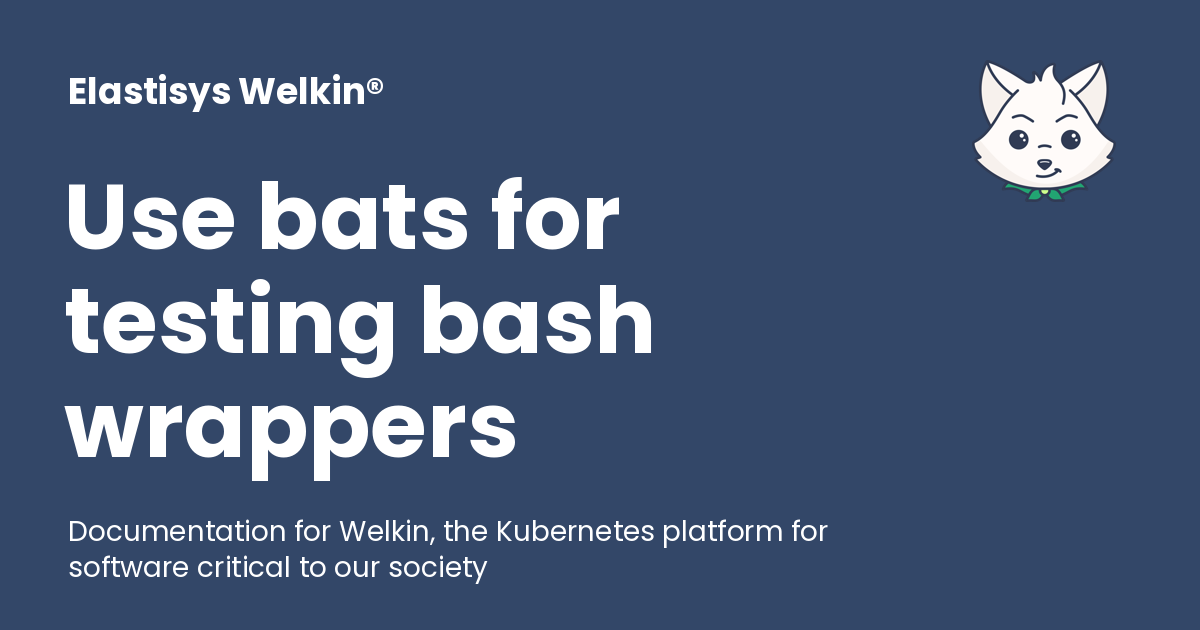 Elastisys Welkin®
Use bats for
testing bash
wrappers
Documentation for Welkin, the Kubernetes platform for
software critical to our society